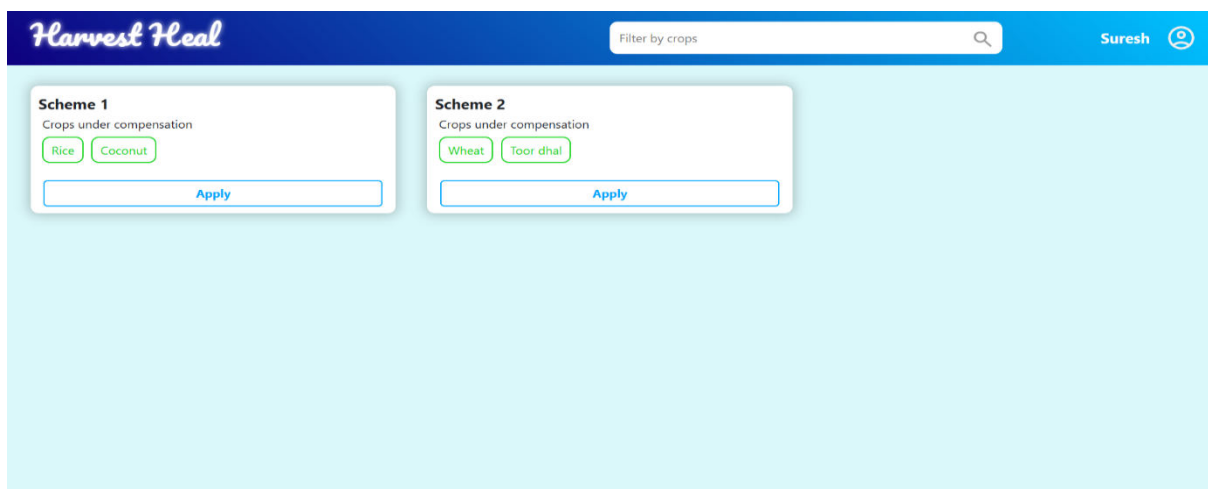 Harvest Heal
Filter by crops
Suresh
Scheme 1
Crops under compensation
Rice Coconut
Apply
Scheme 2
Crops under compensation
Wheat Toor dhal
Apply